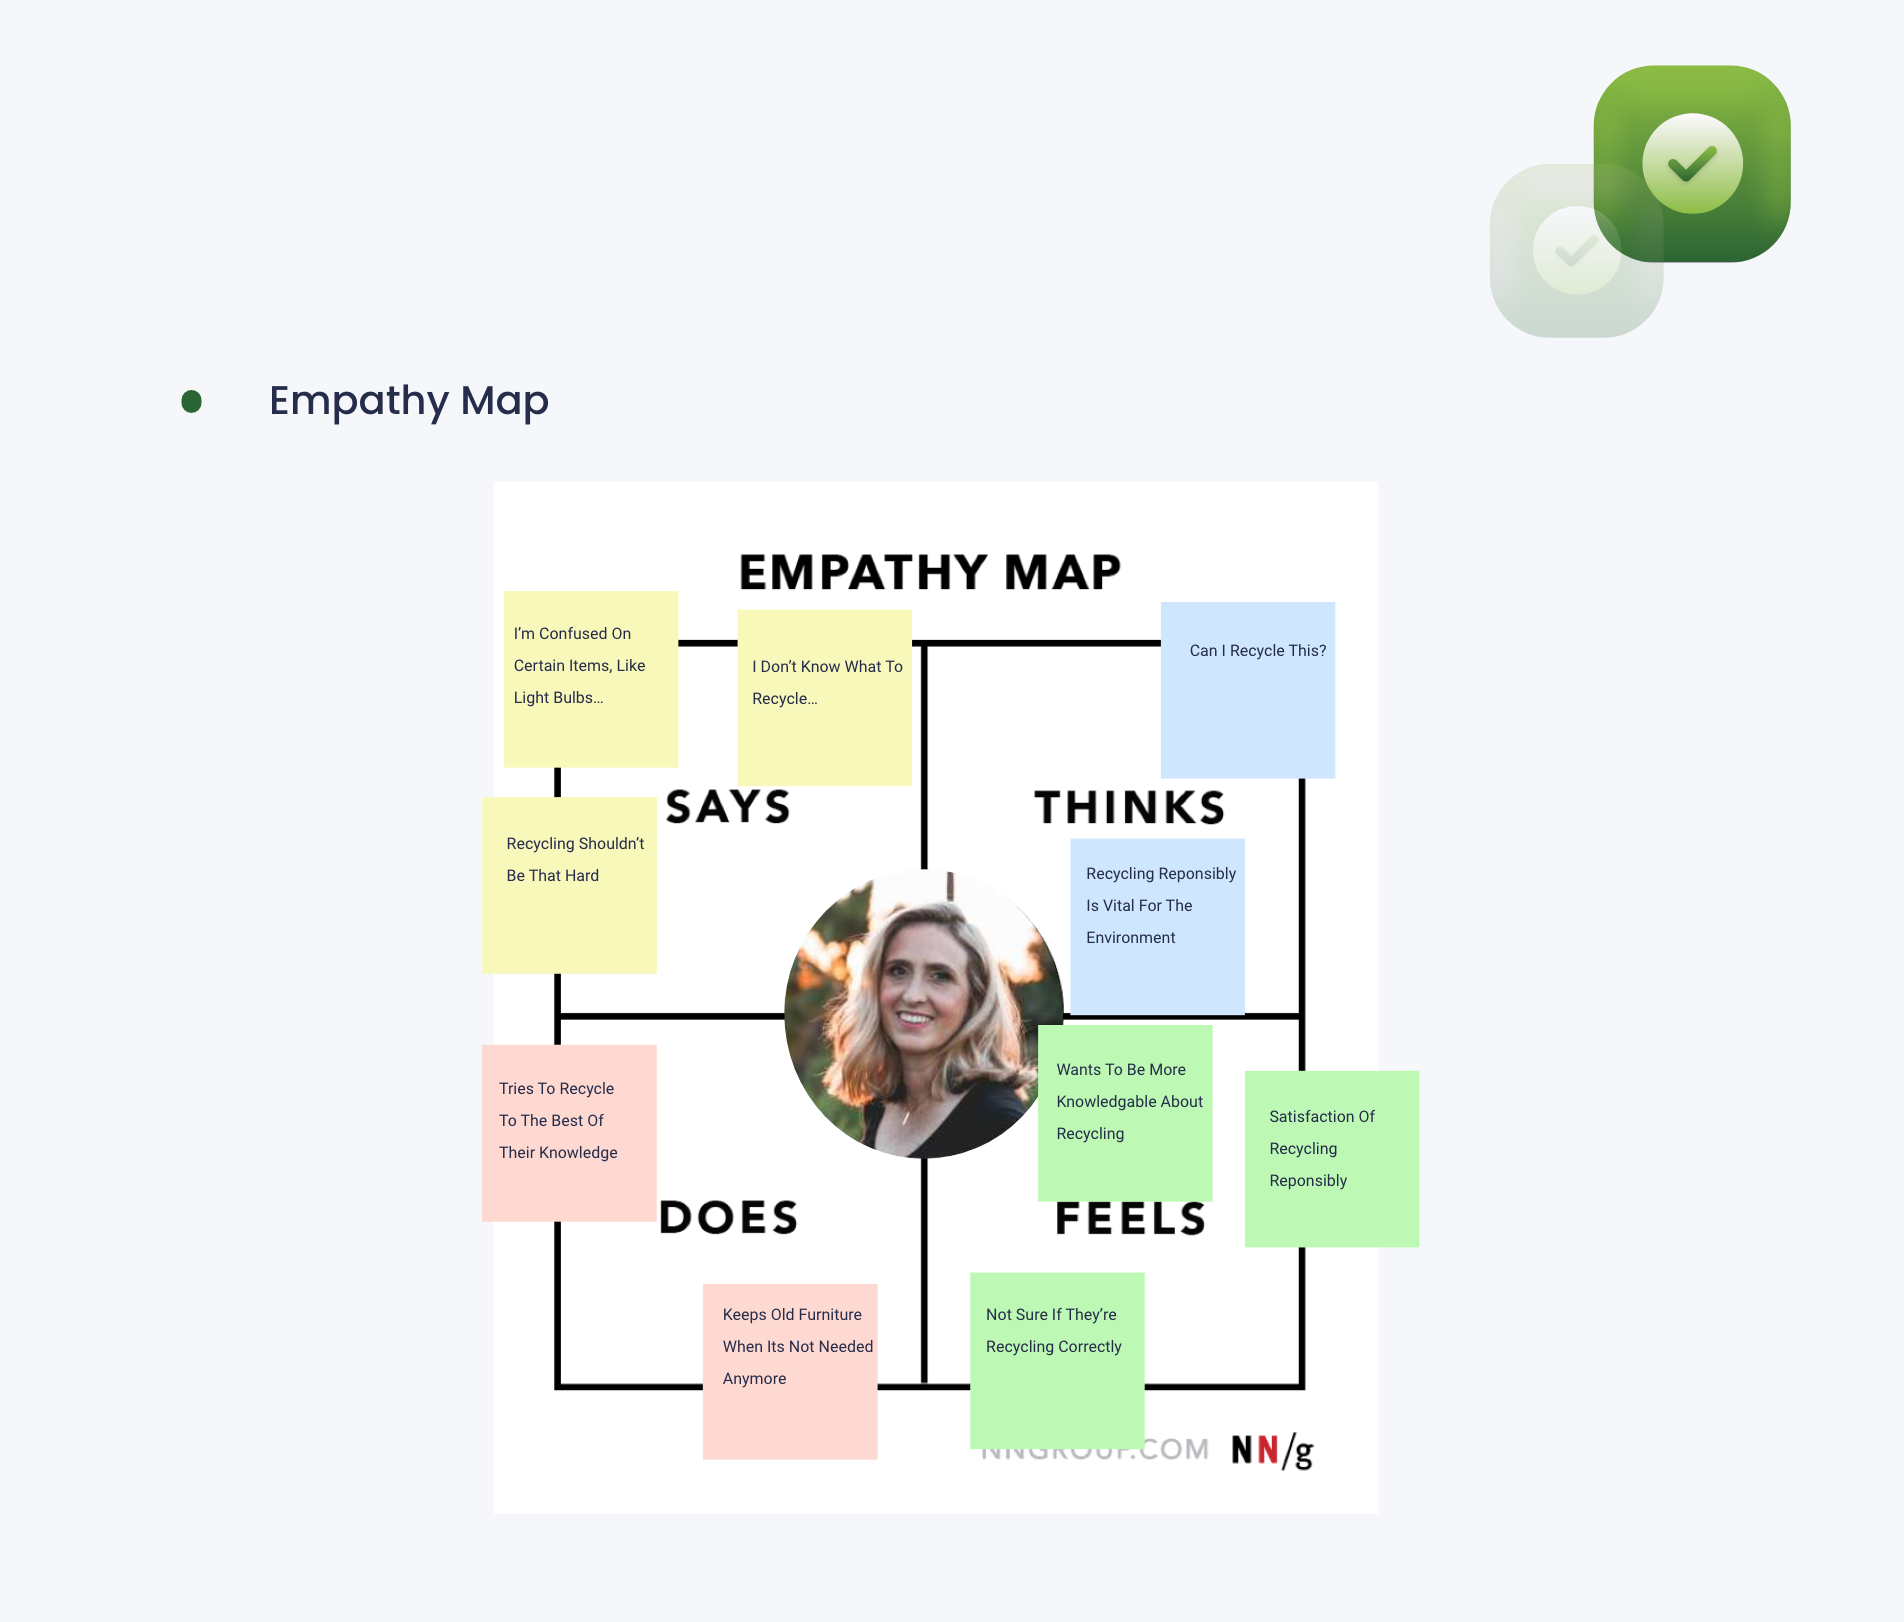 Empathy Map
EMPATHY MAP
I'm Confused On
Certain Items, Like
Light Bulbs...
I Don't Know What To
Recycle...
Can I Recycle This?
SAYS
THINKS
Recycling Shouldn't
Be That Hard
Recycling Reponsibly
Is Vital For The
Environment
Tries To Recycle
To The Best Of
Their Knowledge
Wants To Be More
Knowledgable About
Recycling
Satisfaction Of
Recycling
Reponsibly
DOES
FEELS
Keeps Old Furniture
When Its Not Needed
Anymore
Not Sure If They're
Recycling Correctly
NNGROUP.COM NN/g